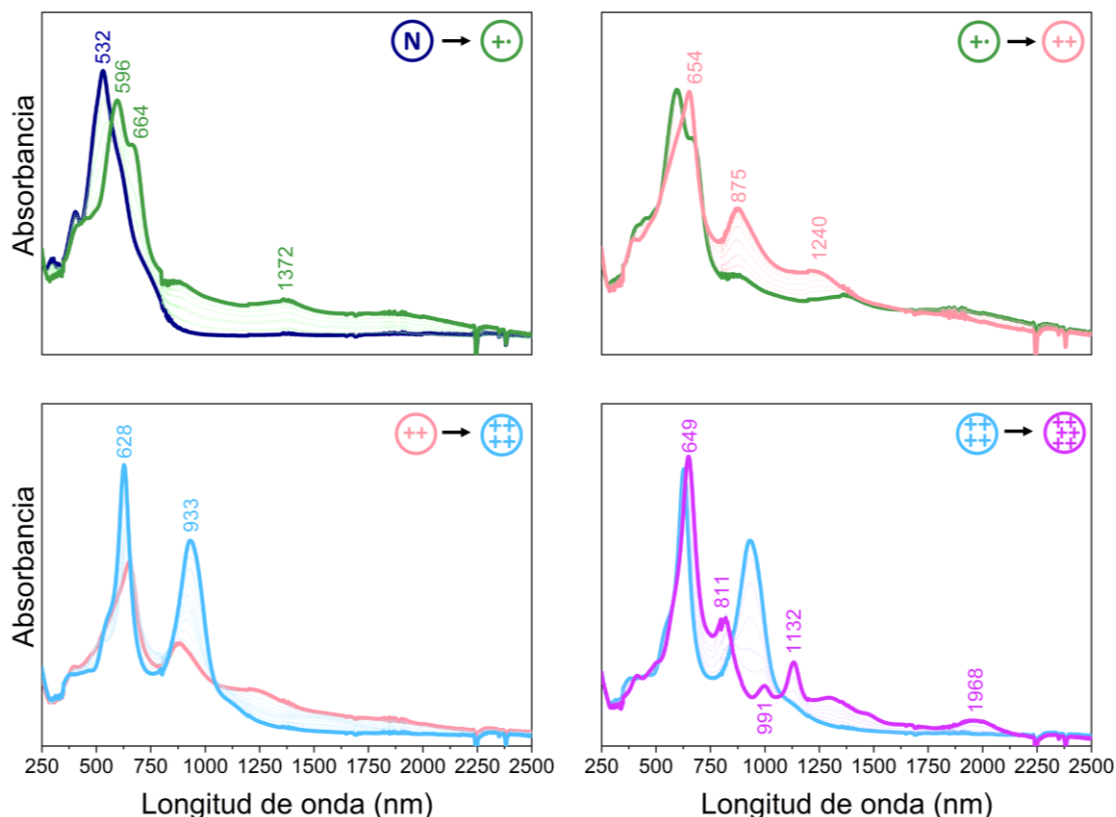 N → +·
532
596
664
1372
Absorbancia
+· → ++
654
875
1240
++ → ++ ++
628
933
Absorbancia
250 500 750 1000 1250 1500 1750 2000 2250 2500
Longitud de onda (nm)
++ ++ → ++ ++ ++
649
811
1132
991
1968
250 500 750 1000 1250 1500 1750 2000 2250 2500
Longitud de onda (nm)